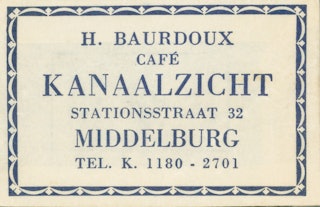 H. BAURDOUX
CAFÉ
KANAALZICHT
STATIONSSTRAAT 32
MIDDELBURG
TEL. K. 1180 - 2701